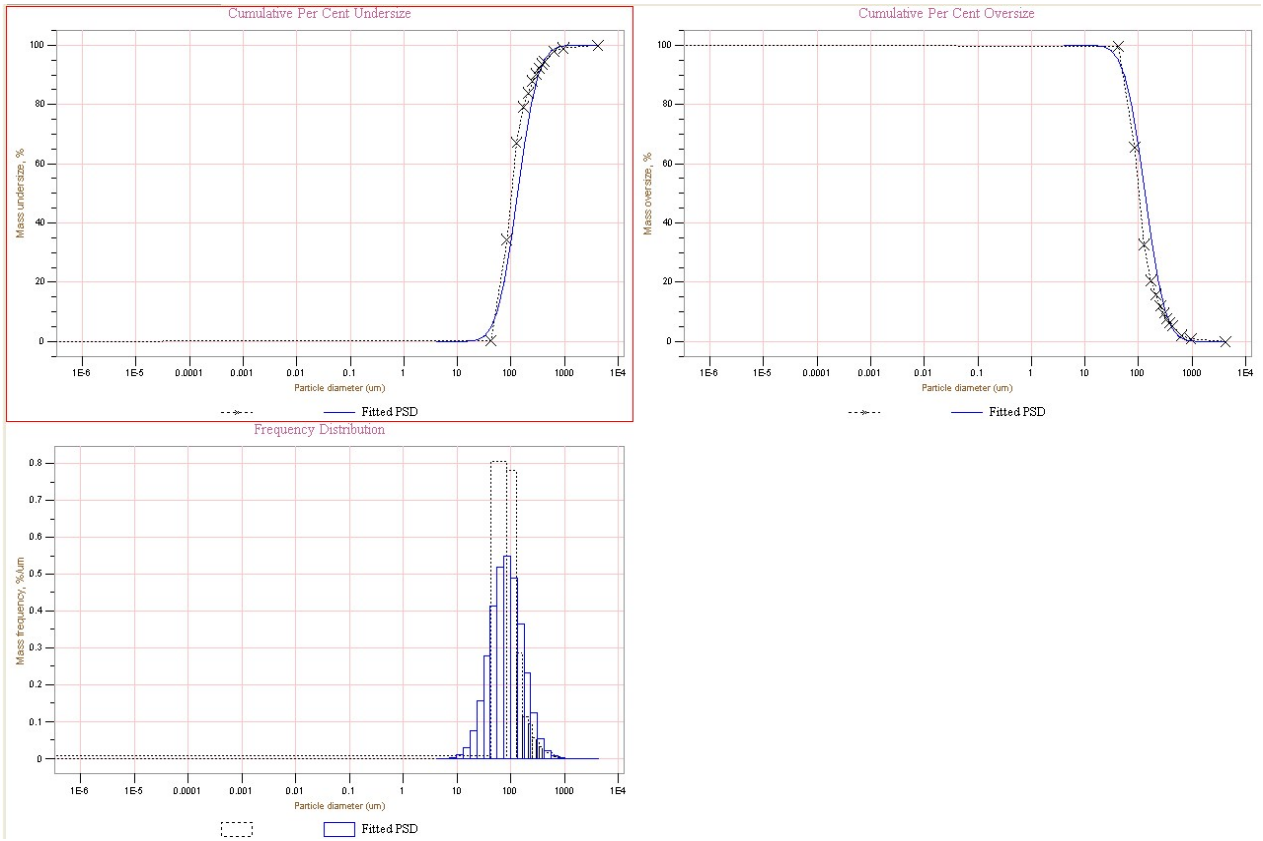 Cumulative Per Cent Undersize
Mass undersize, %
100
80
60
40
20
0
1E-6 1E-5 0.0001 0.001 0.01 0.1 1 10 100 1000 1E4
Particle diameter (um)
Fitted PSD
Cumulative Per Cent Oversize
Mass oversize, %
100
80
60
40
20
0
1E-6 1E-5 0.0001 0.001 0.01 0.1 1 10 100 1000 1E4
Particle diameter (um)
Fitted PSD
Frequency Distribution
Mass frequency, %/um
0.8
0.7
0.6
0.5
0.4
0.3
0.2
0.1
0
1E-6 1E-5 0.0001 0.001 0.01 0.1 1 10 100 1000 1E4
Particle diameter (um)
Fitted PSD